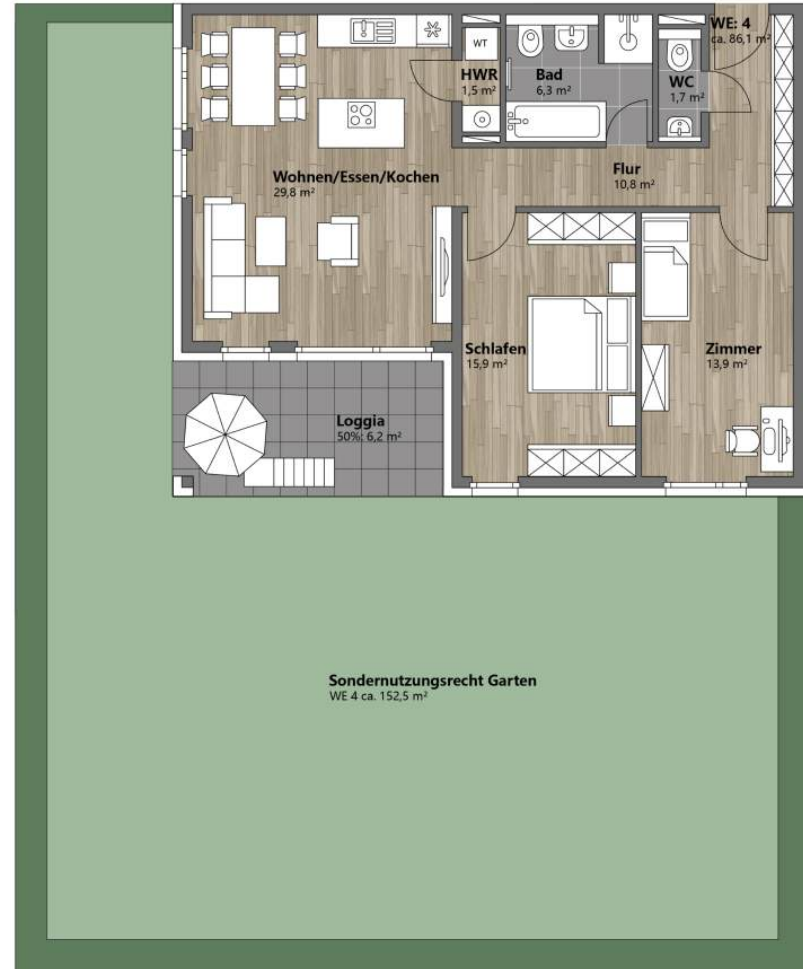 WE: 4
ca. 86,1 m²
WT
HWR
1,5 m²
Bad
6,3 m²
WC
1,7 m²
Wohnen/Essen/Kochen
29,8 m²
Flur
10,8 m²
Schlafen
15,9 m²
Zimmer
13,9 m²
Loggia
50%: 6,2 m²
Sondernutzungsrecht Garten
WE 4 ca. 152,5 m²